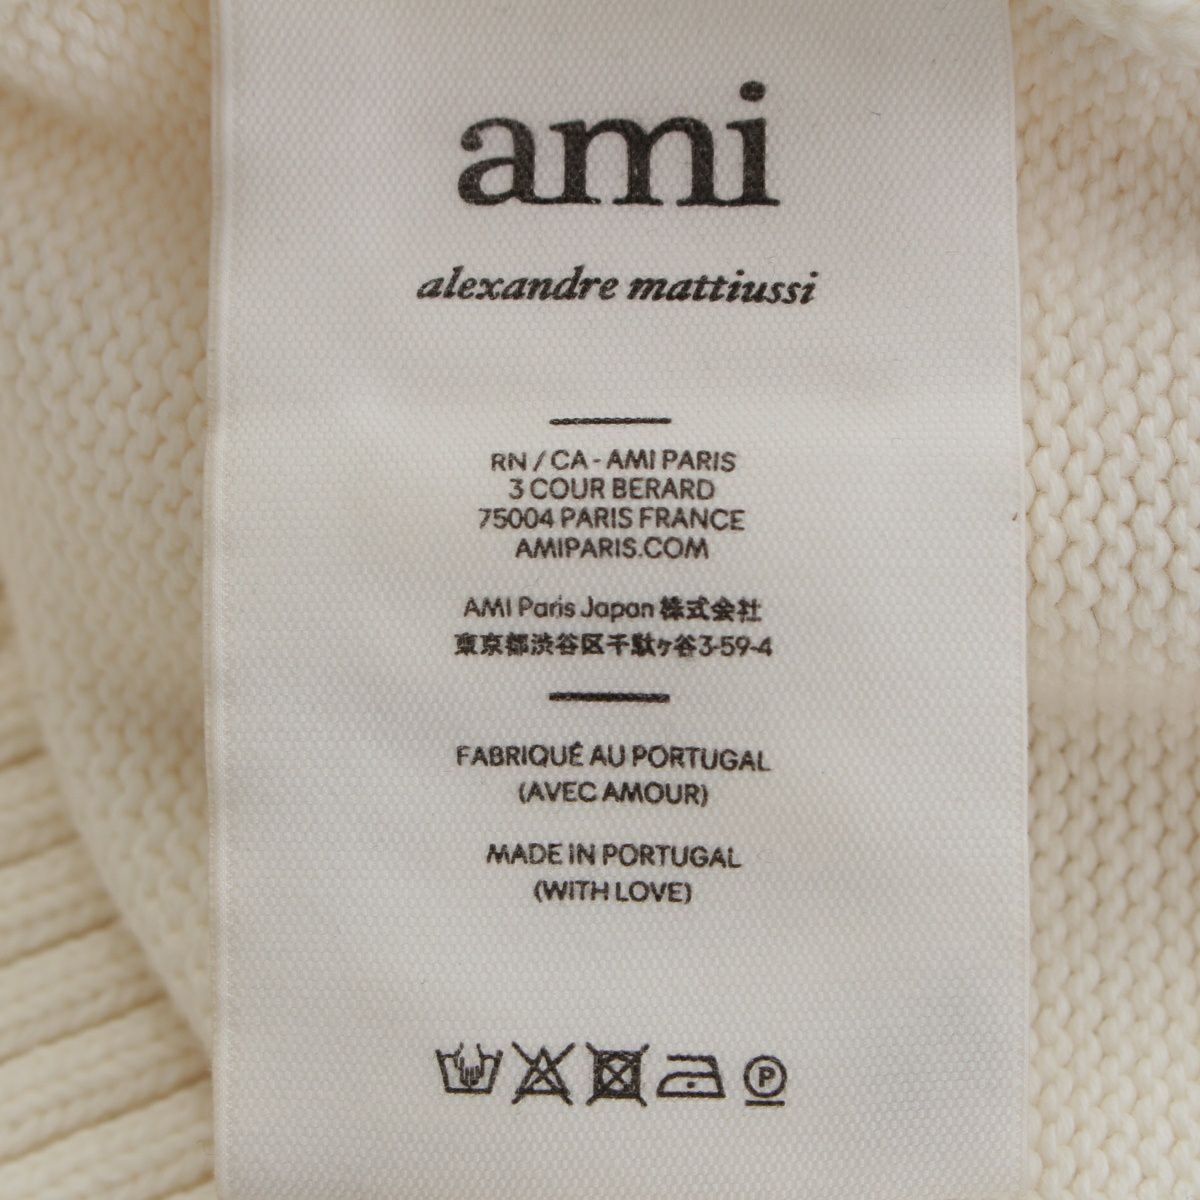 ami
alexandre mattiussi
RN / CA - AMI PARIS
3 COUR BERARD
75004 PARIS FRANCE
AMIPARIS.COM
AMI Paris Japan 株式会社
東京都渋谷区千駄ヶ谷3-59-4
FABRIQUÉ AU PORTUGAL
(AVEC AMOUR)
MADE IN PORTUGAL
(WITH LOVE)
P